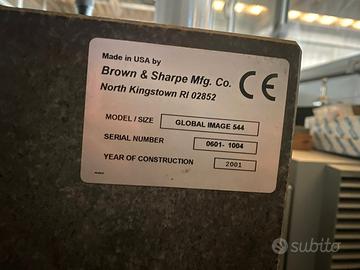 Made in USA by
Brown & Sharpe Mfg. Co.
North Kingstown RI 02852
CE
MODEL / SIZE GLOBAL IMAGE 544
SERIAL NUMBER 0601- 1004
YEAR OF CONSTRUCTION 2001
subito